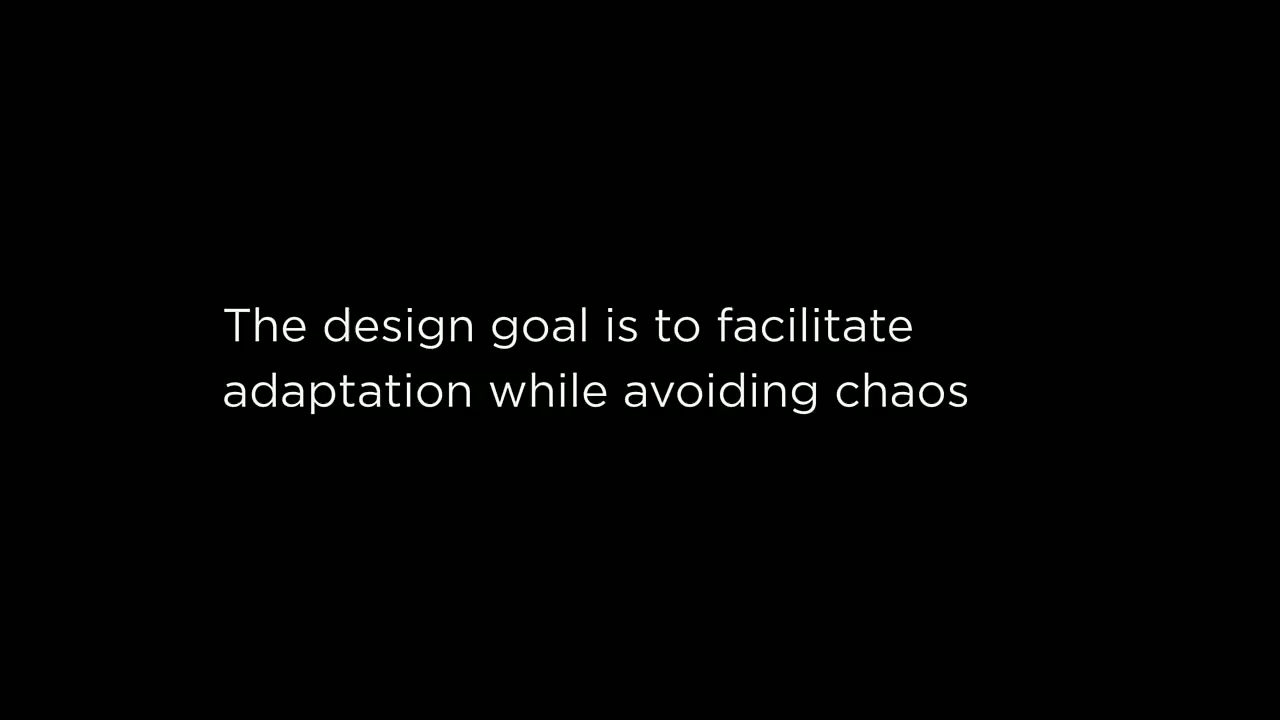 The design goal is to facilitate
adaptation while avoiding chaos